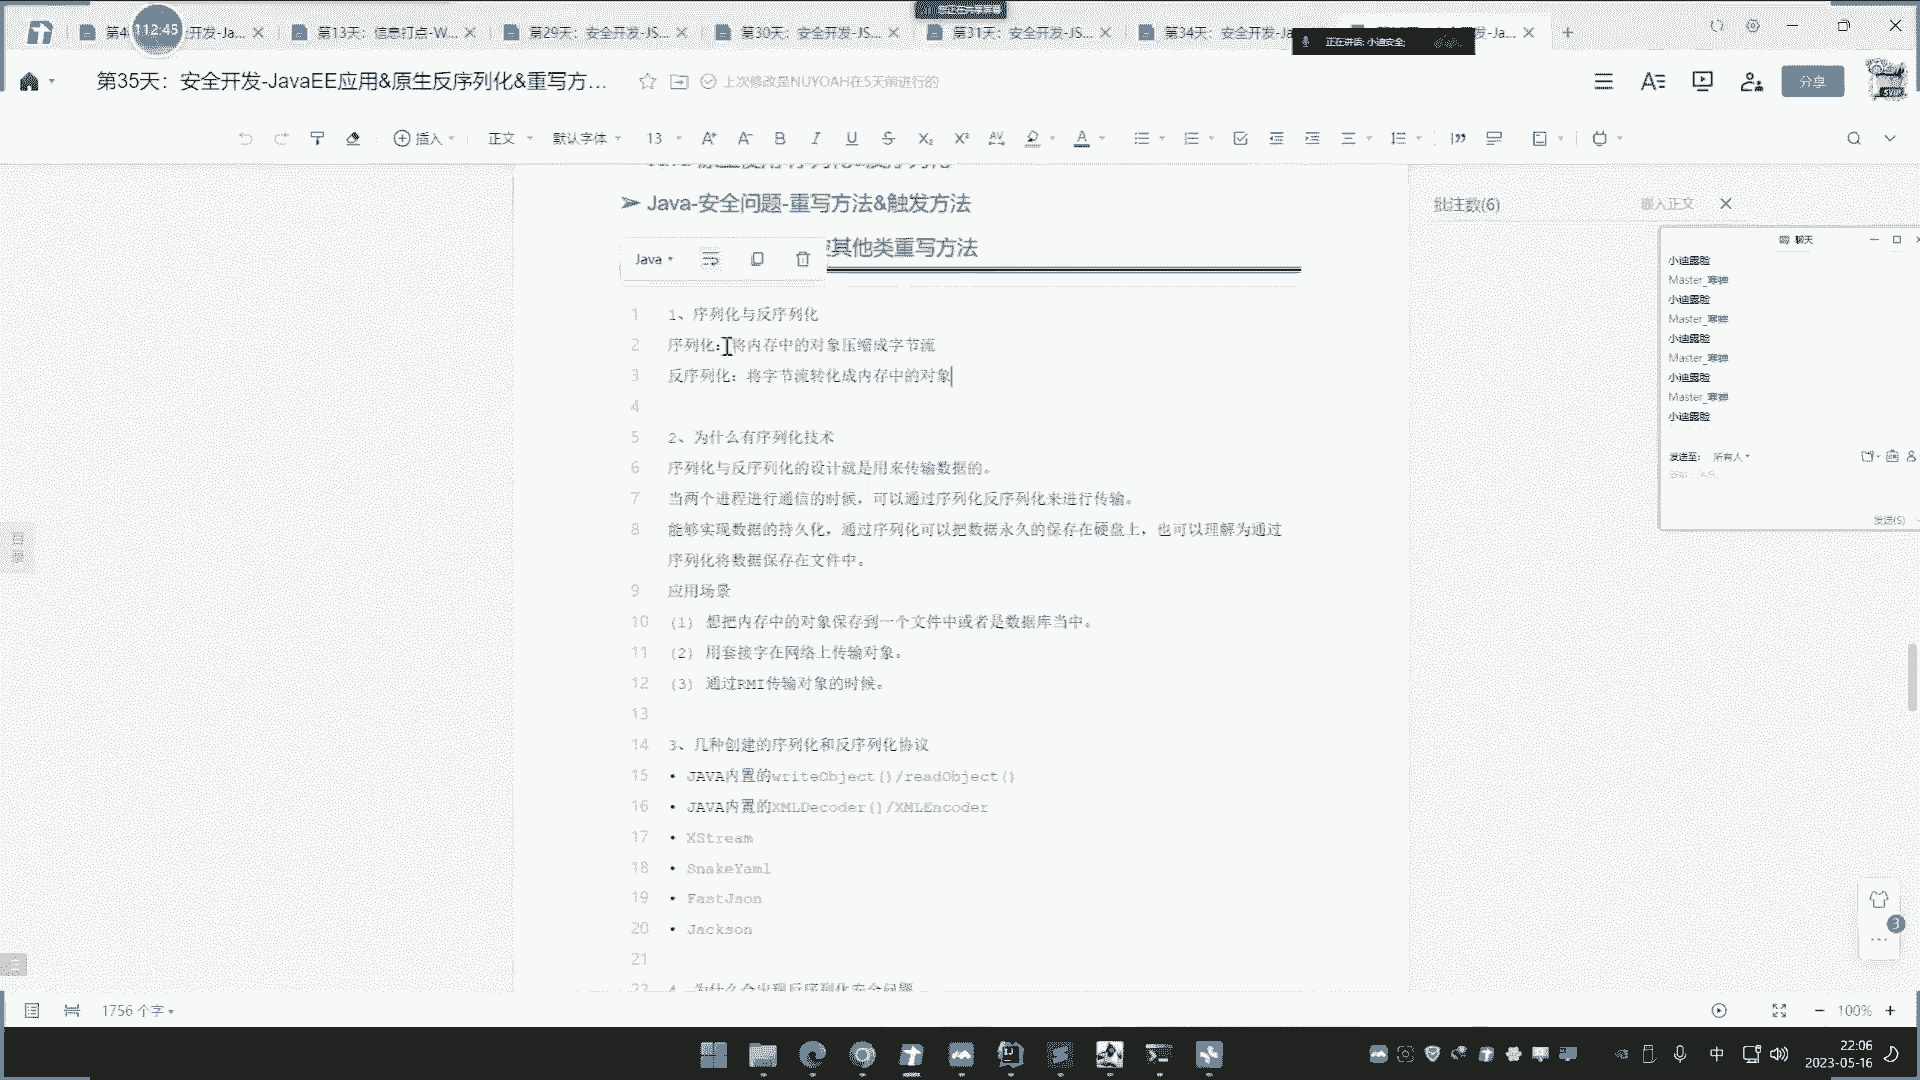 第4
112:45
开发-Ja...
第13天：信息打点-W...
第29天：安全开发-JS...
第30天：安全开发-JS...
第31天：安全开发-JS...
第34天：安全开发-Ja
正在讲话: 小迪安全;
-Ja...
第35天：安全开发-JavaEE应用&原生反序列化&重写方...
上次修改是NUYOAH在5天前进行的
分享
插入
正文
默认字体
13
➢ Java-安全问题-重写方法&触发方法
其他类重写方法
Java
批注数(6)
嵌入正文
聊天
小迪露脸
Master_寒蝉
小迪露脸
Master_寒蝉
小迪露脸
Master_寒蝉
小迪露脸
Master_寒蝉
小迪露脸
发送至: 所有人
发送(S)
1 1、序列化与反序列化
2 序列化：将内存中的对象压缩成字节流
3 反序列化：将字节流转化成内存中的对象
4
5 2、为什么有序列化技术
6 序列化与反序列化的设计就是用来传输数据的。
7 当两个进程进行通信的时候，可以通过序列化反序列化来进行传输。
8 能够实现数据的持久化，通过序列化可以把数据永久的保存在硬盘上，也可以理解为通过
序列化将数据保存在文件中。
9 应用场景
10 (1) 想把内存中的对象保存到一个文件中或者是数据库当中。
11 (2) 用套接字在网络上传输对象。
12 (3) 通过RMI传输对象的时候。
13
14 3、几种创建的序列化和反序列化协议
15 • JAVA内置的writeObject()/readObject()
16 • JAVA内置的XMLDecoder()/XMLEncoder
17 • XStream
18 • SnakeYaml
19 • FastJson
20 • Jackson
21
22 4、为什么会出现反序列化安全问题
目录
3
1756 个字
100%
中
22:06
2023-05-16